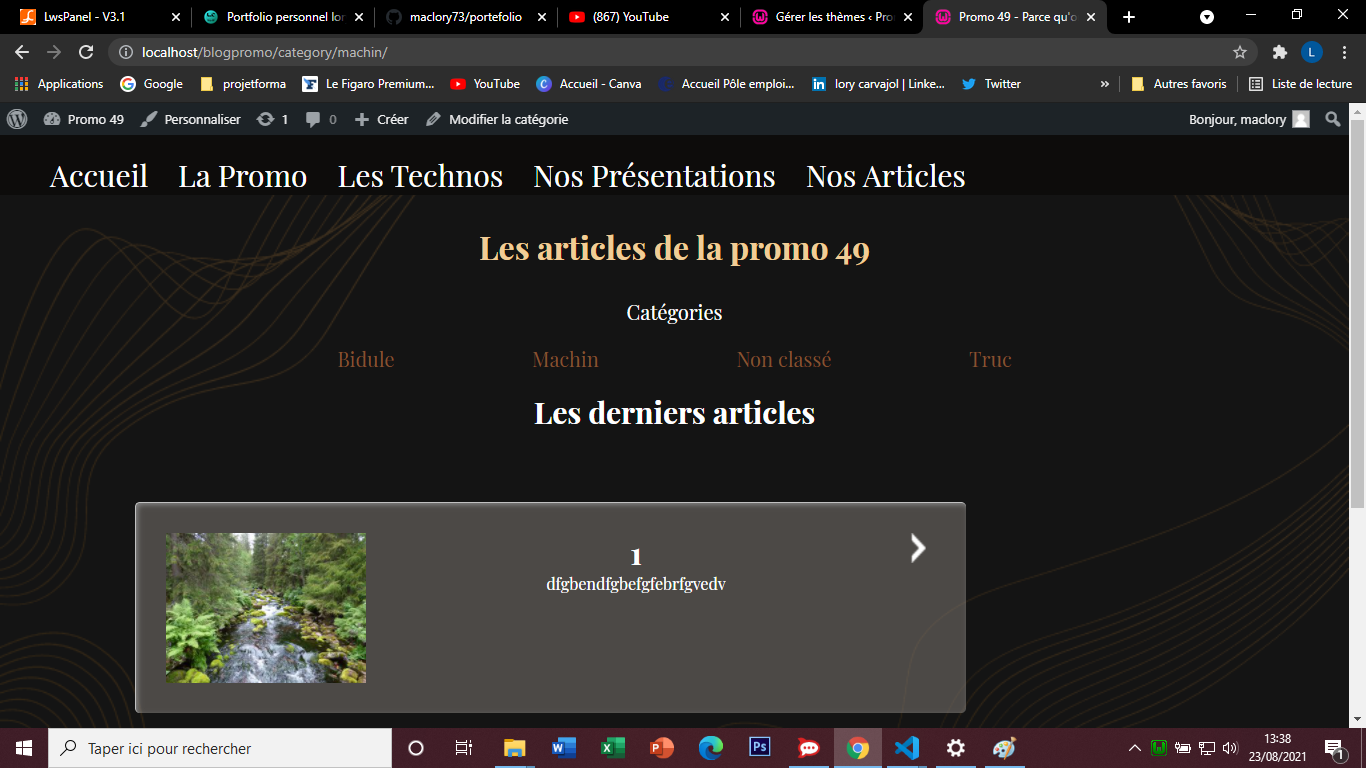 LwsPanel - V3.1
Portfolio personnel lor
maclory73/portefolio
(867) YouTube
Gérer les thèmes ‹ Pro
Promo 49 - Parce qu'o
localhost/blogpromo/category/machin/
L
Applications
Google
projetforma
Le Figaro Premium...
YouTube
Accueil - Canva
Accueil Pôle emploi...
lory carvajol | Linke...
Twitter
»
Autres favoris
Liste de lecture
Promo 49
Personnaliser
1
0
Créer
Modifier la catégorie
Bonjour, maclory
Accueil
La Promo
Les Technos
Nos Présentations
Nos Articles
Les articles de la promo 49
Catégories
Bidule
Machin
Non classé
Truc
Les derniers articles
1
dfgbendfgbefgfebrfgvedv
Taper ici pour rechercher
13:38
23/08/2021
1